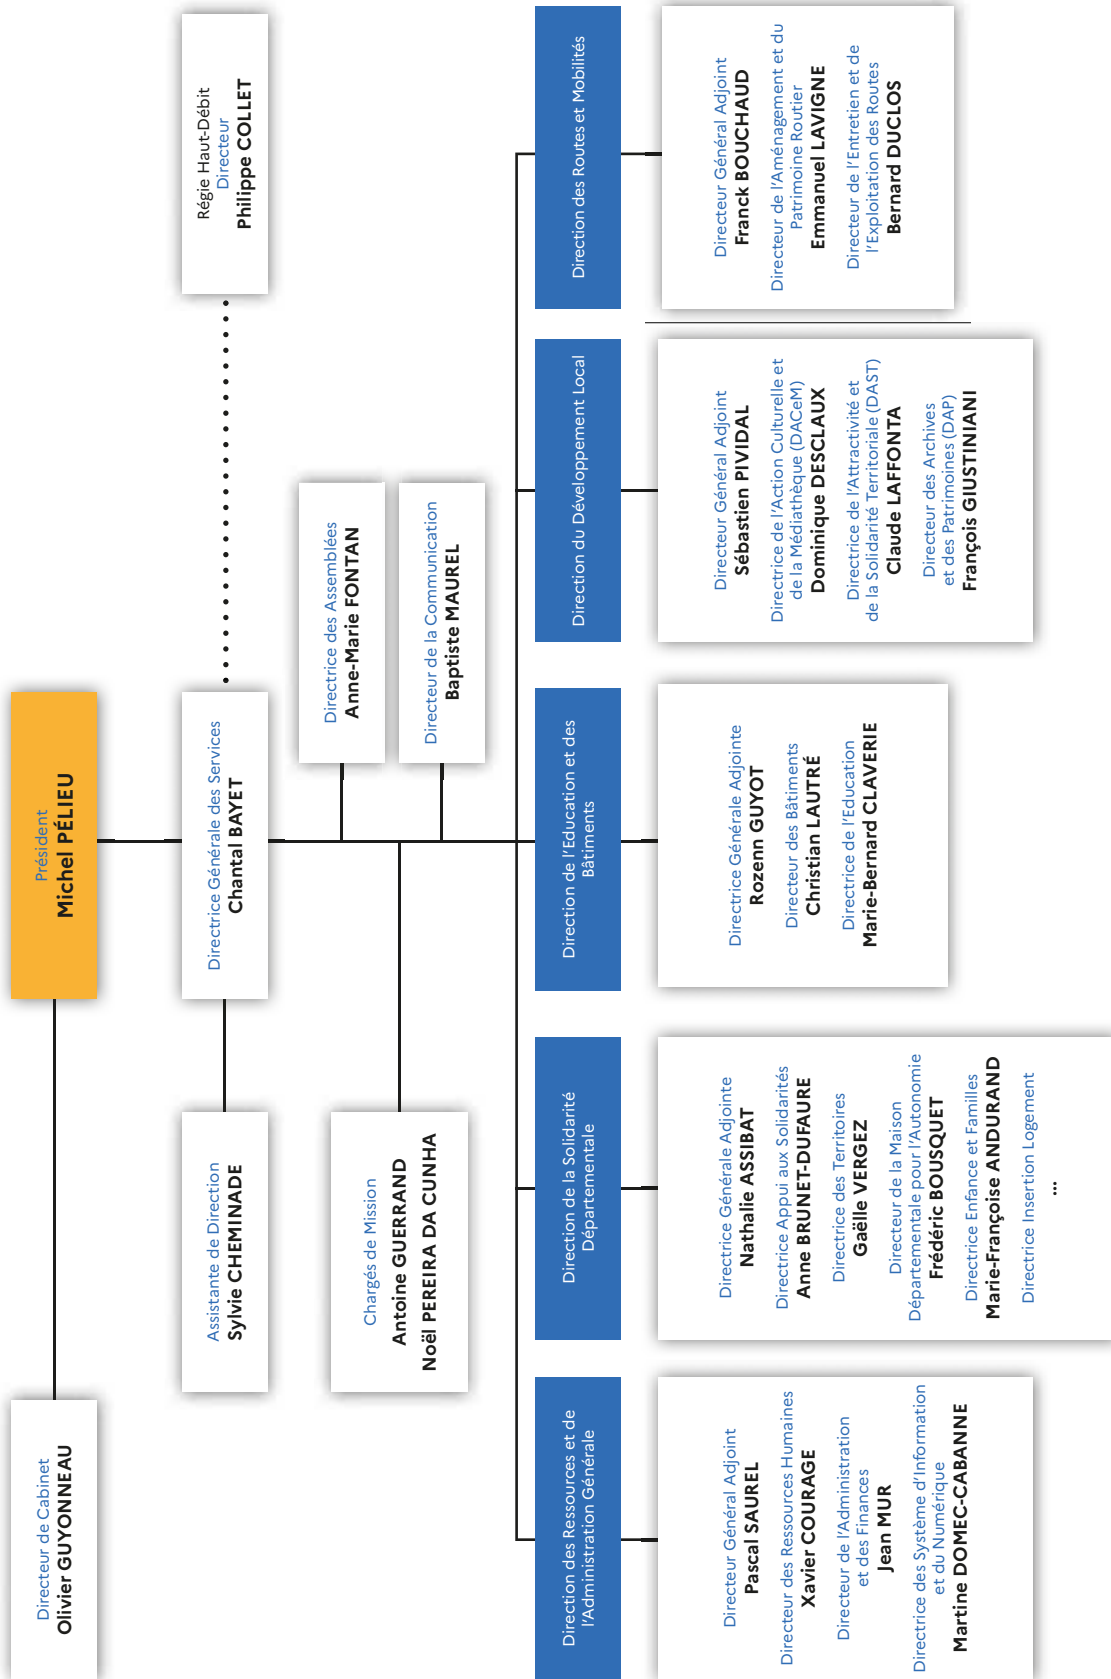 Président
Michel PÉLIEU
Directeur de Cabinet
Olivier GUYONNEAU
Directrice Générale des Services
Chantal BAYET
Assistante de Direction
Sylvie CHEMINADE
Régie Haut-Débit
Directeur
Philippe COLLET
Directrice des Assemblées
Anne-Marie FONTAN
Chargés de Mission
Antoine GUERRAND
Noël PEREIRA DA CUNHA
Directeur de la Communication
Baptiste MAUREL
Direction des Ressources et de
l'Administration Générale
Directeur Général Adjoint
Pascal SAUREL
Directeur des Ressources Humaines
Xavier COURAGE
Directeur de l'Administration
et des Finances
Jean MUR
Directrice des Système d'Information
et du Numérique
Martine DOMEC-CABANNE
Direction de la Solidarité
Départementale
Directrice Générale Adjointe
Nathalie ASSIBAT
Directrice Appui aux Solidarités
Anne BRUNET-DUFAURE
Directrice des Territoires
Gaëlle VERGEZ
Directeur de la Maison
Départementale pour l'Autonomie
Frédéric BOUSQUET
Directrice Enfance et Familles
Marie-Françoise ANDURAND
Directrice Insertion Logement
...
Direction de l'Education et des
Bâtiments
Directrice Générale Adjointe
Rozenn GUYOT
Directeur des Bâtiments
Christian LAUTRÉ
Directrice de l'Education
Marie-Bernard CLAVERIE
Direction du Développement Local
Directeur Général Adjoint
Sébastien PIVIDAL
Directrice de l'Action Culturelle et
de la Médiathèque (DACeM)
Dominique DESCLAUX
Directrice de l'Attractivité et
de la Solidarité Territoriale (DAST)
Claude LAFFONTA
Directeur des Archives
et des Patrimoines (DAP)
François GIUSTINIANI
Direction des Routes et Mobilités
Directeur Général Adjoint
Franck BOUCHAUD
Directeur de l'Aménagement et du
Patrimoine Routier
Emmanuel LAVIGNE
Directeur de l'Entretien et de
l'Exploitation des Routes
Bernard DUCLOS